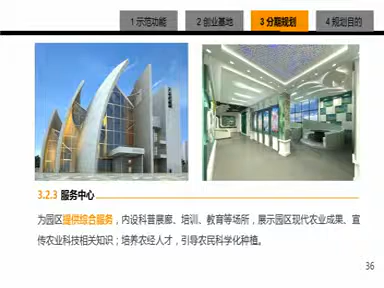 1 示范功能
2 创业基地
3 分期规划
4 规划目的
3.2.3 服务中心
为园区提供综合服务，内设科普展廊、培训、教育等场所，展示园区现代农业成果、宣
传农业科技相关知识；培养农经人才，引导农民科学化种植。
36